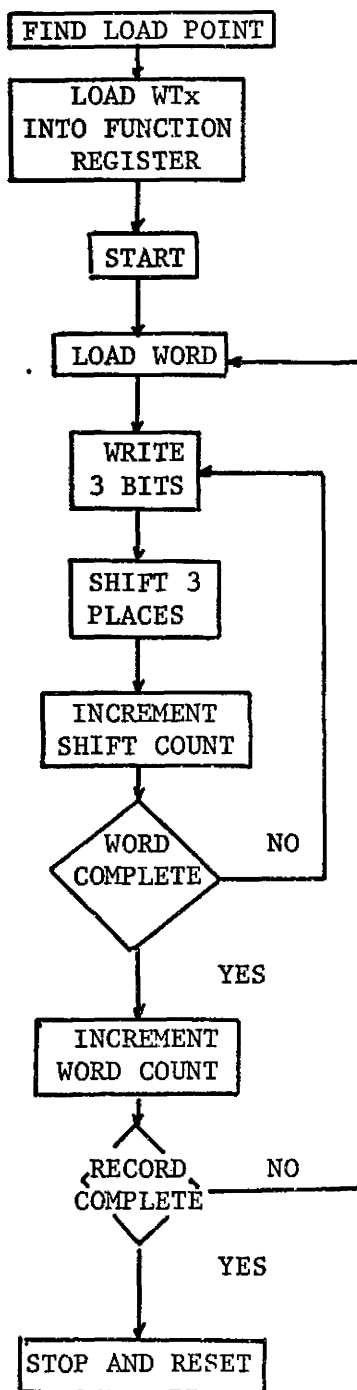 FIND LOAD POINT
LOAD WTx
INTO FUNCTION
REGISTER
START
LOAD WORD
WRITE
3 BITS
SHIFT 3
PLACES
INCREMENT
SHIFT COUNT
WORD
COMPLETE
NO
YES
INCREMENT
WORD COUNT
RECORD
COMPLETE
NO
YES
STOP AND RESET